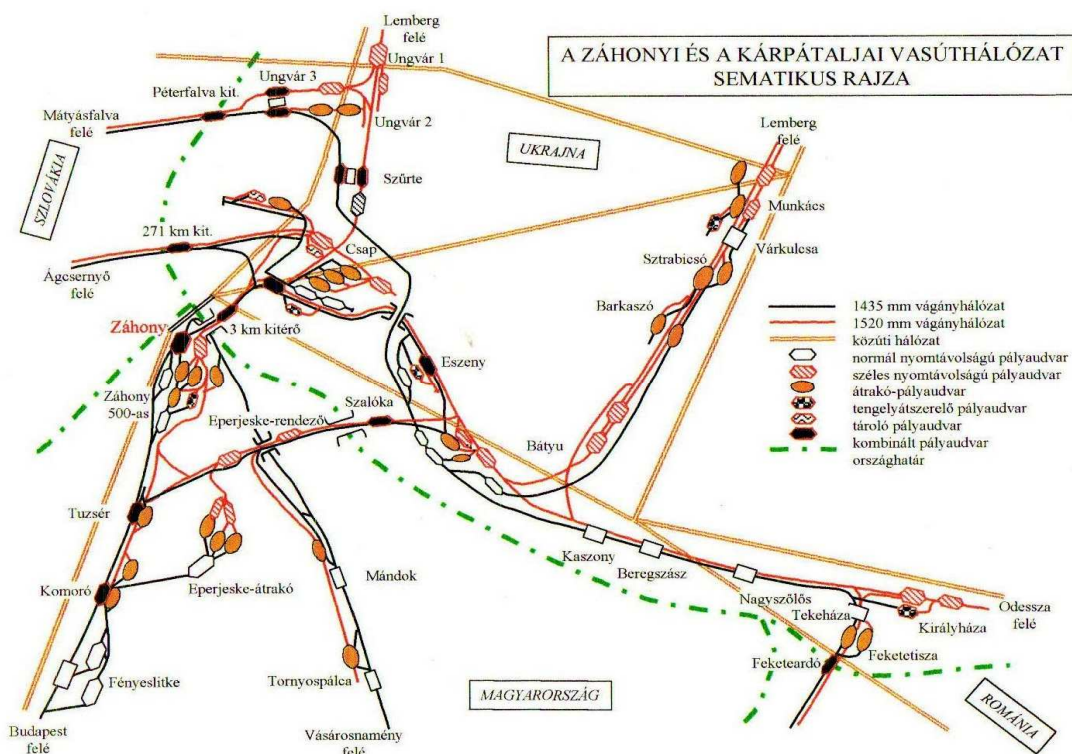 A ZÁHONYI ÉS A KÁRPÁTALJAI VASÚTHÁLÓZAT
SEMATIKUS RAJZA
Lemberg
felé
Ungvár 1
Ungvár 3
Péterfalva kit.
Mátyásfalva
felé
Ungvár 2
UKRAJNA
Lemberg
felé
SZLOVÁKIA
Szűrte
Munkács
271 km kit.
Csap
Várkulcsa
Sztrabicsó
Ágcsernyő
felé
Barkaszó
Záhony
3 km kitérő
Eszeny
Záhony
500-as
Eperjeske-rendező
Szalóka
Bátyu
1435 mm vágányhálózat
1520 mm vágányhálózat
közúti hálózat
normál nyomtávolságú pályaudvar
széles nyomtávolságú pályaudvar
átrakó-pályaudvar
tengelyátszerelő pályaudvar
tároló pályaudvar
kombinált pályaudvar
országhatár
Tuzsér
Kaszony
Beregszász
Komoró
Eperjeske-átrakó
Mándok
Nagyszőlős
Tekeháza
Királyháza
Odessza
felé
Feketeardó
Feketetisza
Fényeslitke
Tornyospálca
MAGYARORSZÁG
ROMÁNIA
Budapest
felé
Vásárosnamény
felé